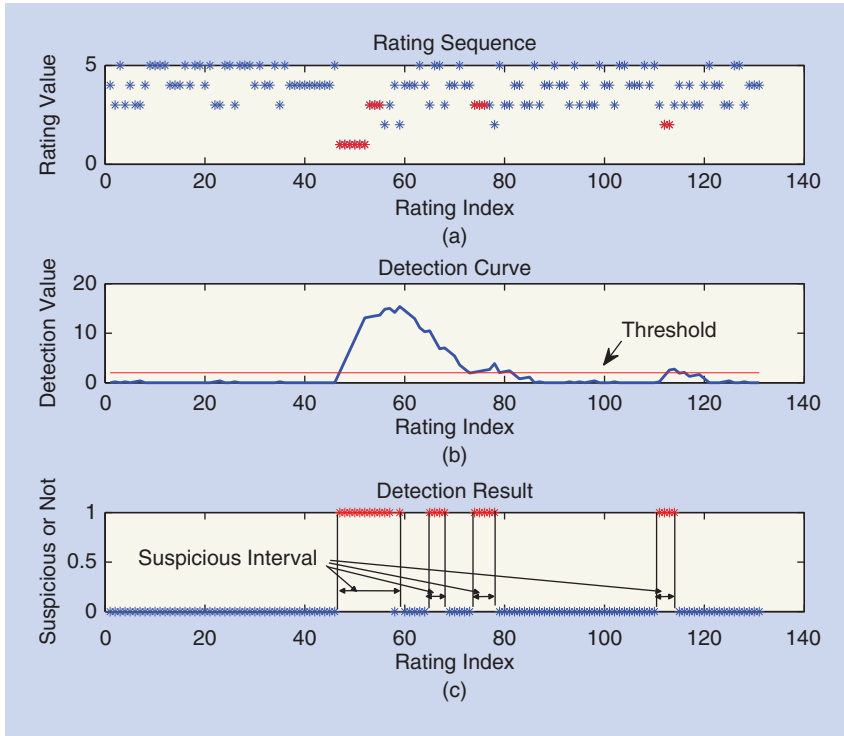 Rating Sequence
Rating Value
5
0
0 20 40 60 80 100 120 140
Rating Index
(a)
Detection Curve
Detection Value
20
10
0
Threshold
0 20 40 60 80 100 120 140
Rating Index
(b)
Detection Result
Suspicious or Not
1
0.5
0
Suspicious Interval
0 20 40 60 80 100 120 140
Rating Index
(c)